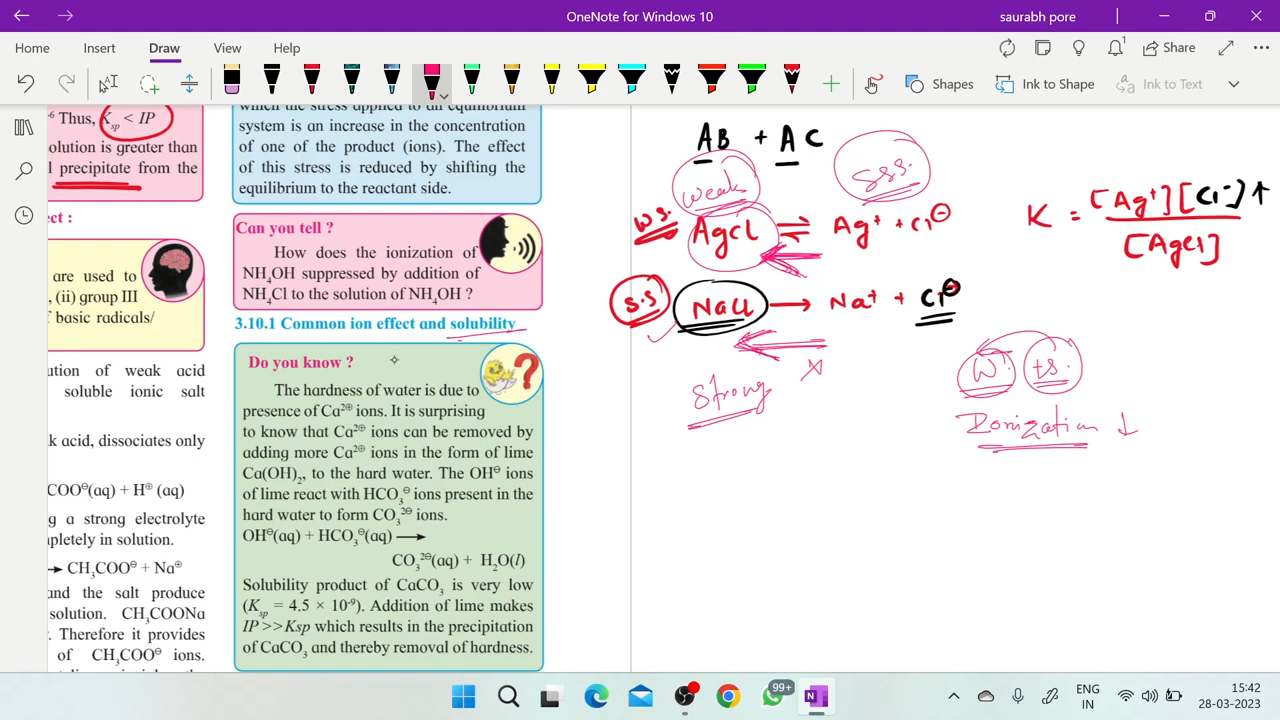 OneNote for Windows 10
saurabh pore
Home Insert Draw View Help
Share
Shapes
Ink to Shape
Ink to Text
-6 Thus, Ksp < IP
olution is greater than
l precipitate from the
ect :
are used to
, (ii) group III
f basic radicals/
ution of weak acid
soluble ionic salt
k acid, dissociates only
COO⊖(aq) + H⊕ (aq)
g a strong electrolyte
pletely in solution.
→ CH3COO⊖ + Na⊕
and the salt produce
solution. CH3COONa
y. Therefore it provides
of CH3COO⊖ ions.
which the stress applied to an equilibrium
system is an increase in the concentration
of one of the product (ions). The effect
of this stress is reduced by shifting the
equilibrium to the reactant side.
Can you tell ?
How does the ionization of
NH4OH suppressed by addition of
NH4Cl to the solution of NH4OH ?
3.10.1 Common ion effect and solubility
Do you know ?
The hardness of water is due to
presence of Ca2⊕ ions. It is surprising
to know that Ca2⊕ ions can be removed by
adding more Ca2⊕ ions in the form of lime
Ca(OH)2, to the hard water. The OH⊖ ions
of lime react with HCO3⊖ ions present in the
hard water to form CO32⊖ ions.
OH⊖(aq) + HCO3⊖(aq) ⟶
CO32⊖(aq) + H2O(l)
Solubility product of CaCO3 is very low
(Ksp = 4.5 × 10-9). Addition of lime makes
IP >>Ksp which results in the precipitation
of CaCO3 and thereby removal of hardness.
AB + AC
weak
S.S.S.
W.S.
AgCl ⇌ Ag+ + Cl⊖
S.S
NaCl → Na+ + Cl⊖
Strong
K = [Ag+][Cl-]↑
[AgCl]
W
ts.
Ionization ↓
99+
ENG
IN
15:42
28-03-2023